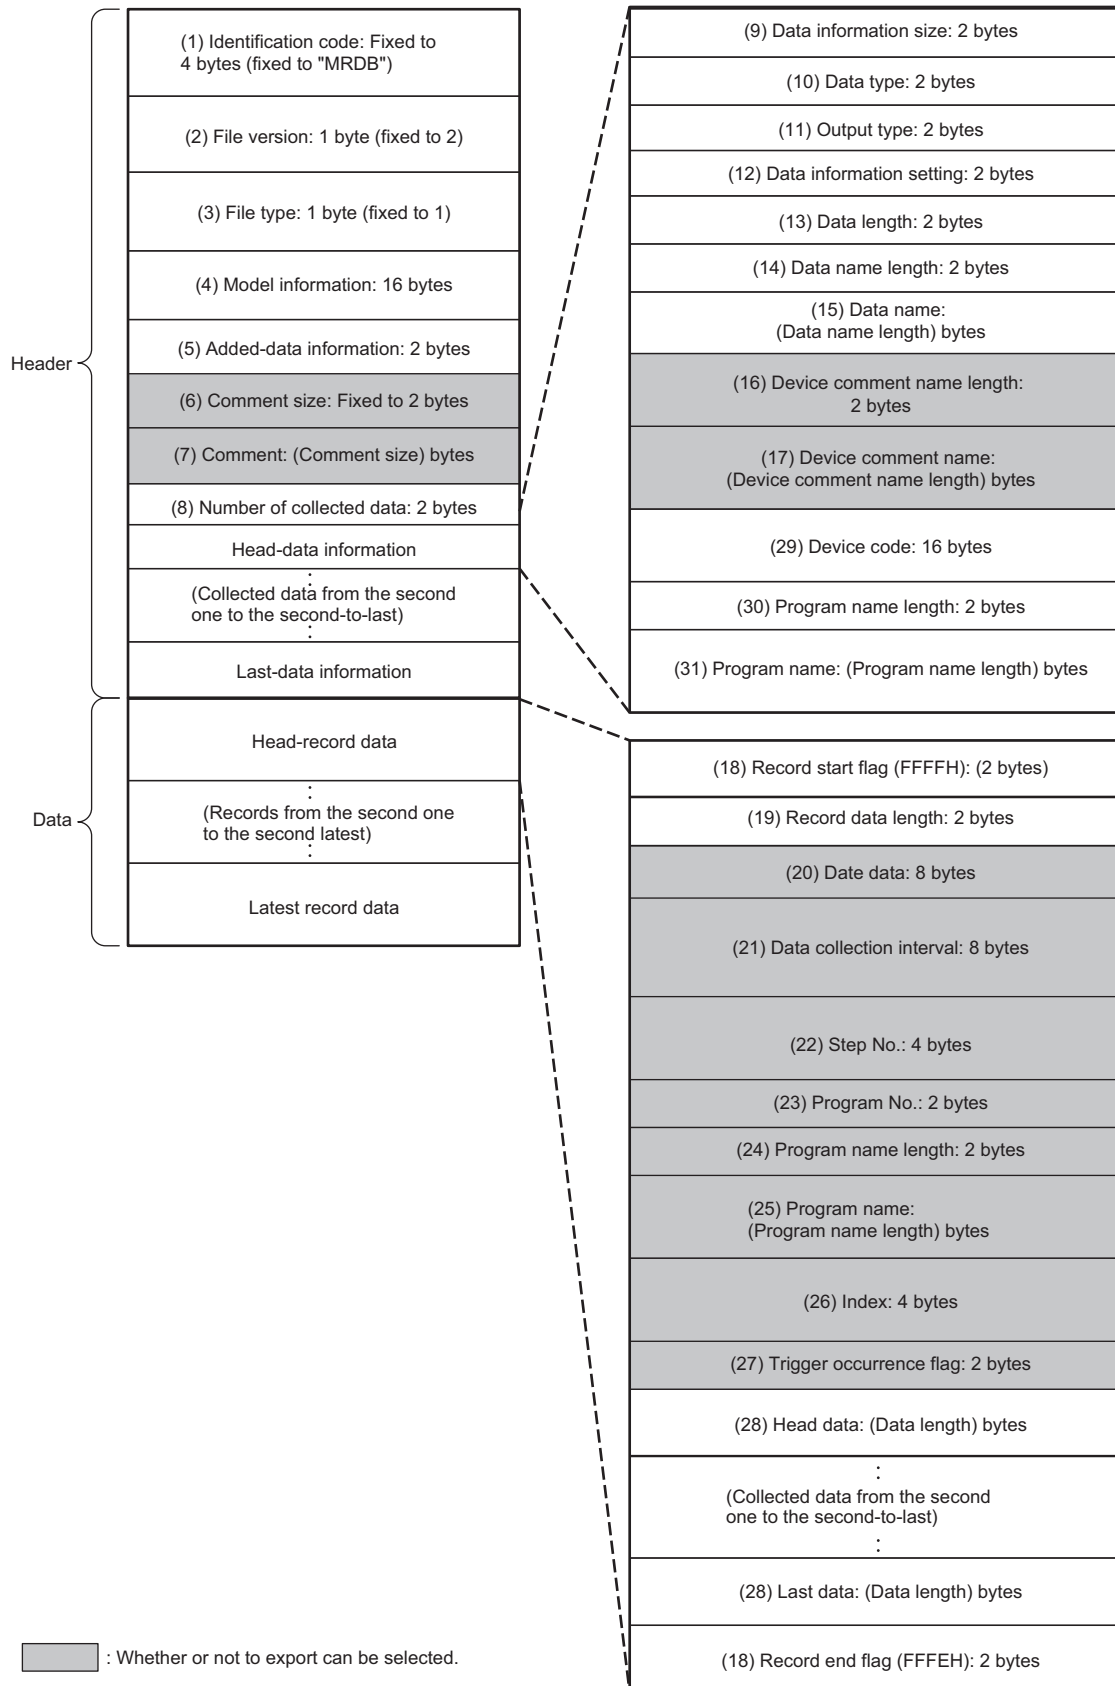 Header
(1) Identification code: Fixed to
4 bytes (fixed to "MRDB")
(2) File version: 1 byte (fixed to 2)
(3) File type: 1 byte (fixed to 1)
(4) Model information: 16 bytes
(5) Added-data information: 2 bytes
(6) Comment size: Fixed to 2 bytes
(7) Comment: (Comment size) bytes
(8) Number of collected data: 2 bytes
Head-data information
:
(Collected data from the second
one to the second-to-last)
:
Last-data information
Data
Head-record data
:
(Records from the second one
to the second latest)
:
Latest record data
(9) Data information size: 2 bytes
(10) Data type: 2 bytes
(11) Output type: 2 bytes
(12) Data information setting: 2 bytes
(13) Data length: 2 bytes
(14) Data name length: 2 bytes
(15) Data name:
(Data name length) bytes
(16) Device comment name length:
2 bytes
(17) Device comment name:
(Device comment name length) bytes
(29) Device code: 16 bytes
(30) Program name length: 2 bytes
(31) Program name: (Program name length) bytes
(18) Record start flag (FFFFH): (2 bytes)
(19) Record data length: 2 bytes
(20) Date data: 8 bytes
(21) Data collection interval: 8 bytes
(22) Step No.: 4 bytes
(23) Program No.: 2 bytes
(24) Program name length: 2 bytes
(25) Program name:
(Program name length) bytes
(26) Index: 4 bytes
(27) Trigger occurrence flag: 2 bytes
(28) Head data: (Data length) bytes
:
(Collected data from the second
one to the second-to-last)
:
(28) Last data: (Data length) bytes
(18) Record end flag (FFFEH): 2 bytes
: Whether or not to export can be selected.